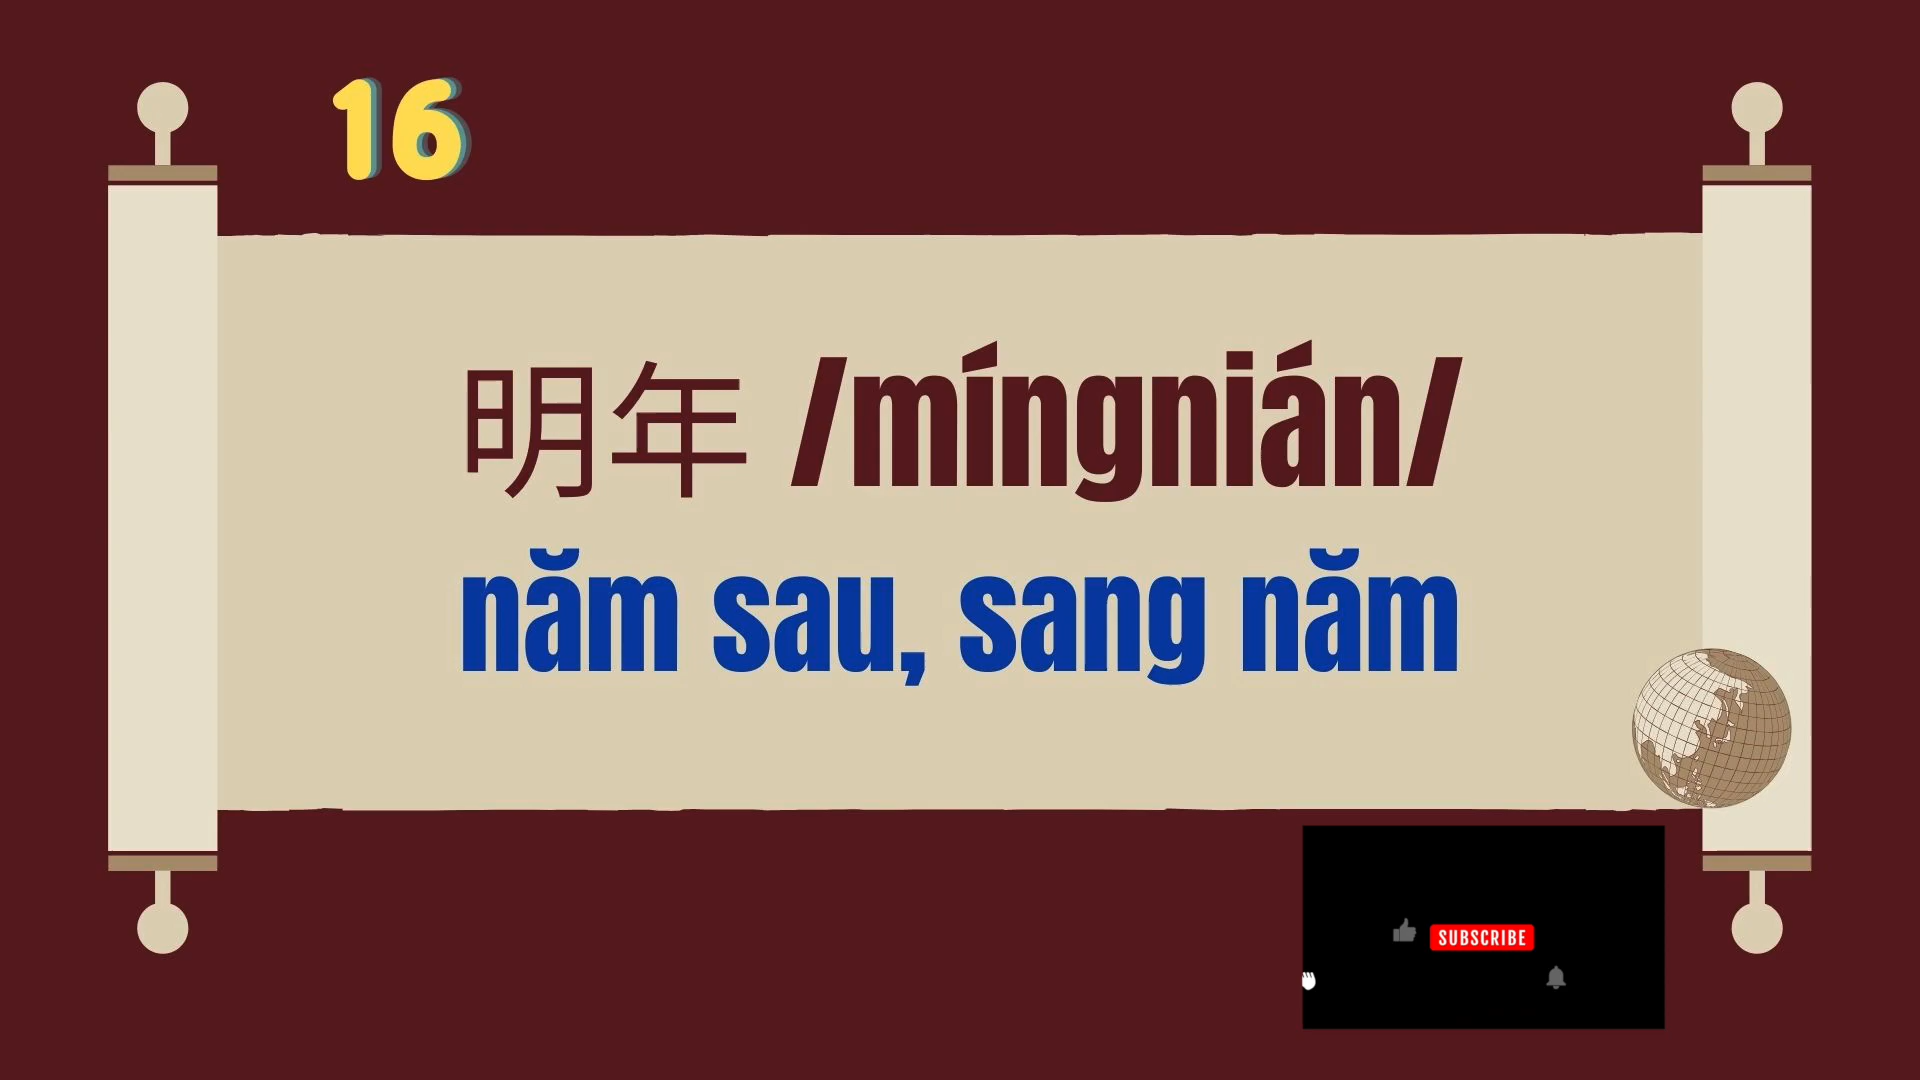 16
明年 /míngnián/
năm sau, sang năm
SUBSCRIBE